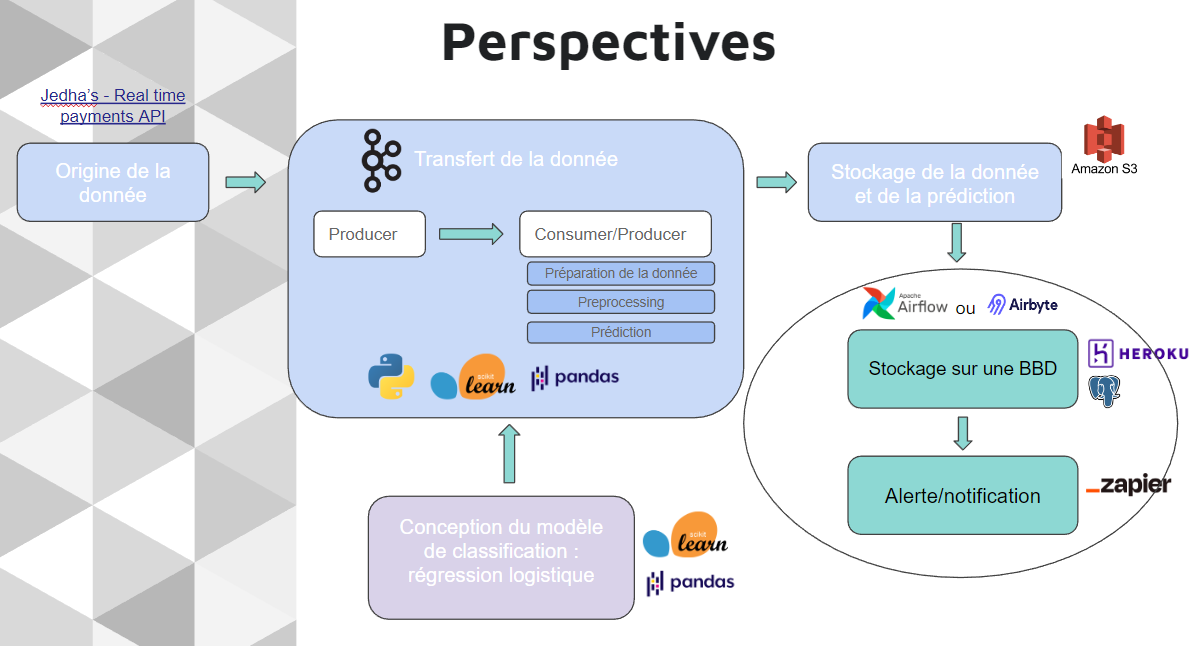 Perspectives
Jedha's - Real time
payments API
Origine de la
donnée
Transfert de la donnée
Producer
Consumer/Producer
Préparation de la donnée
Preprocessing
Prédiction
scikit
learn
pandas
Stockage de la donnée
et de la prédiction
Amazon S3
Apache
Airflow
ou
Airbyte
Stockage sur une BBD
HEROKU
Alerte/notification
_zapier
Conception du modèle
de classification :
régression logistique
scikit
learn
pandas